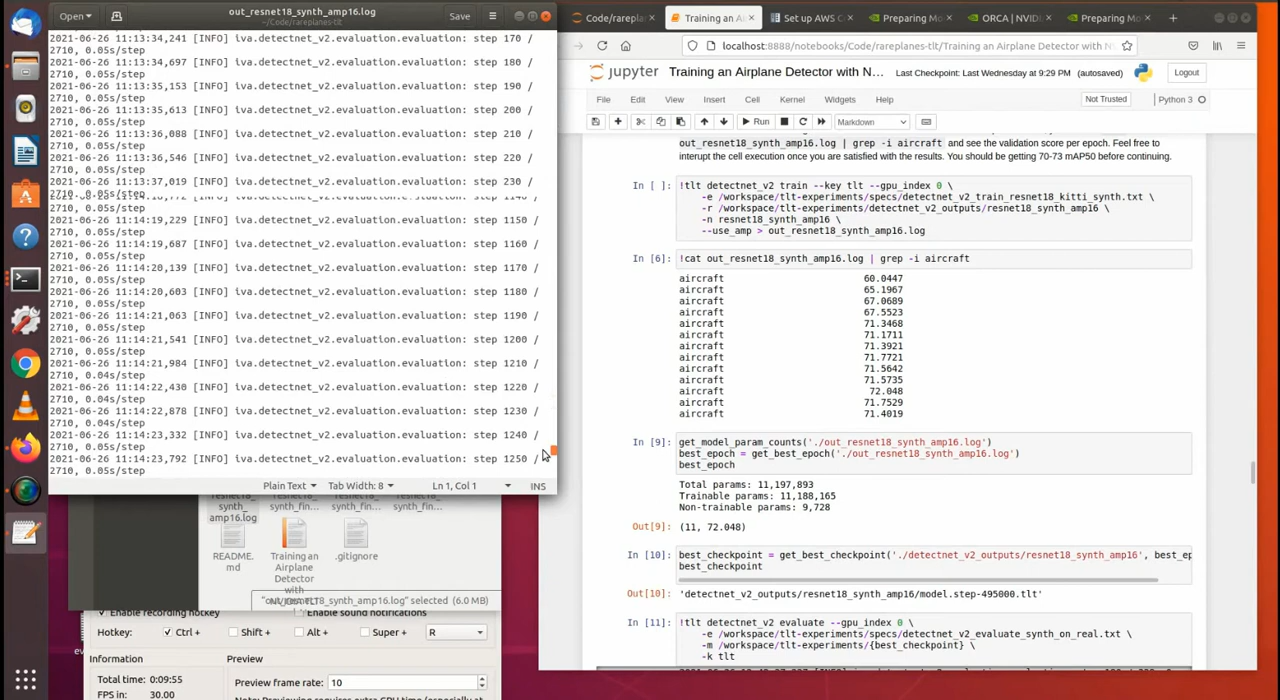 Open
out_resnet18_synth_amp16.log
~/Code/rareplanes-tlt
Save
2021-06-26 11:13:34,241 [INFO] iva.detectnet_v2.evaluation.evaluation: step 170 /
2710, 0.05s/step
2021-06-26 11:13:34,697 [INFO] iva.detectnet_v2.evaluation.evaluation: step 180 /
2710, 0.05s/step
2021-06-26 11:13:35,153 [INFO] iva.detectnet_v2.evaluation.evaluation: step 190 /
2710, 0.05s/step
2021-06-26 11:13:35,613 [INFO] iva.detectnet_v2.evaluation.evaluation: step 200 /
2710, 0.05s/step
2021-06-26 11:13:36,088 [INFO] iva.detectnet_v2.evaluation.evaluation: step 210 /
2710, 0.05s/step
2021-06-26 11:13:36,546 [INFO] iva.detectnet_v2.evaluation.evaluation: step 220 /
2710, 0.05s/step
2021-06-26 11:13:37,019 [INFO] iva.detectnet_v2.evaluation.evaluation: step 230 /
2021-06-26 11:14:19,229 [INFO] iva.detectnet_v2.evaluation.evaluation: step 1150 /
2710, 0.05s/step
2021-06-26 11:14:19,687 [INFO] iva.detectnet_v2.evaluation.evaluation: step 1160 /
2710, 0.05s/step
2021-06-26 11:14:20,139 [INFO] iva.detectnet_v2.evaluation.evaluation: step 1170 /
2710, 0.05s/step
2021-06-26 11:14:20,603 [INFO] iva.detectnet_v2.evaluation.evaluation: step 1180 /
2710, 0.05s/step
2021-06-26 11:14:21,063 [INFO] iva.detectnet_v2.evaluation.evaluation: step 1190 /
2710, 0.05s/step
2021-06-26 11:14:21,541 [INFO] iva.detectnet_v2.evaluation.evaluation: step 1200 /
2710, 0.05s/step
2021-06-26 11:14:21,984 [INFO] iva.detectnet_v2.evaluation.evaluation: step 1210 /
2710, 0.04s/step
2021-06-26 11:14:22,430 [INFO] iva.detectnet_v2.evaluation.evaluation: step 1220 /
2710, 0.04s/step
2021-06-26 11:14:22,878 [INFO] iva.detectnet_v2.evaluation.evaluation: step 1230 /
2710, 0.04s/step
2021-06-26 11:14:23,332 [INFO] iva.detectnet_v2.evaluation.evaluation: step 1240 /
2710, 0.05s/step
2021-06-26 11:14:23,792 [INFO] iva.detectnet_v2.evaluation.evaluation: step 1250 /
2710, 0.05s/step
Plain Text Tab Width: 8 Ln 1, Col 1 INS
synth_ synth_fin... synth_fin... synth_fin...
amp16.log
README.md
Training an Airplane Detector with
.gitignore
synth_amp16.log" selected (6.0 MB)
Enable recording hotkey Enable sound notifications
Hotkey: Ctrl + Shift + Alt + Super + R
Information
Preview
Total time: 0:09:55
Preview frame rate: 10
FPS in: 30.00
Code/rareplanes
Training an Ai
Set up AWS C
Preparing Mo
ORCA | NVIDI
Preparing Mo
localhost:8888/notebooks/Code/rareplanes-tlt/Training an Airplane Detector with N
jupyter Training an Airplane Detector with N... Last Checkpoint: Last Wednesday at 9:29 PM (autosaved) Logout
File Edit View Insert Cell Kernel Widgets Help Not Trusted Python 3
Run Markdown
out_resnet18_synth_amp16.log | grep -i aircraft and see the validation score per epoch. Feel free to
interupt the cell execution once you are satisfied with the results. You should be getting 70-73 mAP50 before continuing.
In [ ]: !tlt detectnet_v2 train --key tlt --gpu_index 0 \
-e /workspace/tlt-experiments/specs/detectnet_v2_train_resnet18_kitti_synth.txt \
-r /workspace/tlt-experiments/detectnet_v2_outputs/resnet18_synth_amp16 \
-n resnet18_synth_amp16 \
--use_amp > out_resnet18_synth_amp16.log
In [6]: !cat out_resnet18_synth_amp16.log | grep -i aircraft
aircraft 60.0447
aircraft 65.1967
aircraft 67.0689
aircraft 67.5523
aircraft 71.3468
aircraft 71.1711
aircraft 71.3921
aircraft 71.7721
aircraft 71.5642
aircraft 71.5735
aircraft 72.048
aircraft 71.7529
aircraft 71.4019
In [9]: get_model_param_counts('./out_resnet18_synth_amp16.log')
best_epoch = get_best_epoch('./out_resnet18_synth_amp16.log')
best_epoch
Total params: 11,197,893
Trainable params: 11,188,165
Non-trainable params: 9,728
Out[9]: (11, 72.048)
In [10]: best_checkpoint = get_best_checkpoint('./detectnet_v2_outputs/resnet18_synth_amp16', best_ep
best_checkpoint
Out[10]: 'detectnet_v2_outputs/resnet18_synth_amp16/model.step-495000.tlt'
In [11]: !tlt detectnet_v2 evaluate --gpu_index 0 \
-e /workspace/tlt-experiments/specs/detectnet_v2_evaluate_synth_on_real.txt \
-m /workspace/tlt-experiments/{best_checkpoint} \
-k tlt